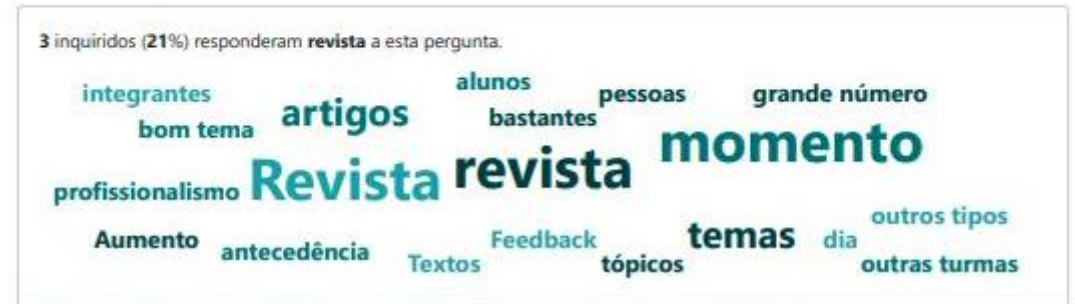 3 inquiridos (21%) responderam revista a esta pergunta.
alunos
integrantes
pessoas
grande número
artigos
bastantes
bom tema
momento
revista
Revista
profissionalismo
outros tipos
temas
Aumento
Feedback
dia
antecedência
Textos
tópicos
outras turmas